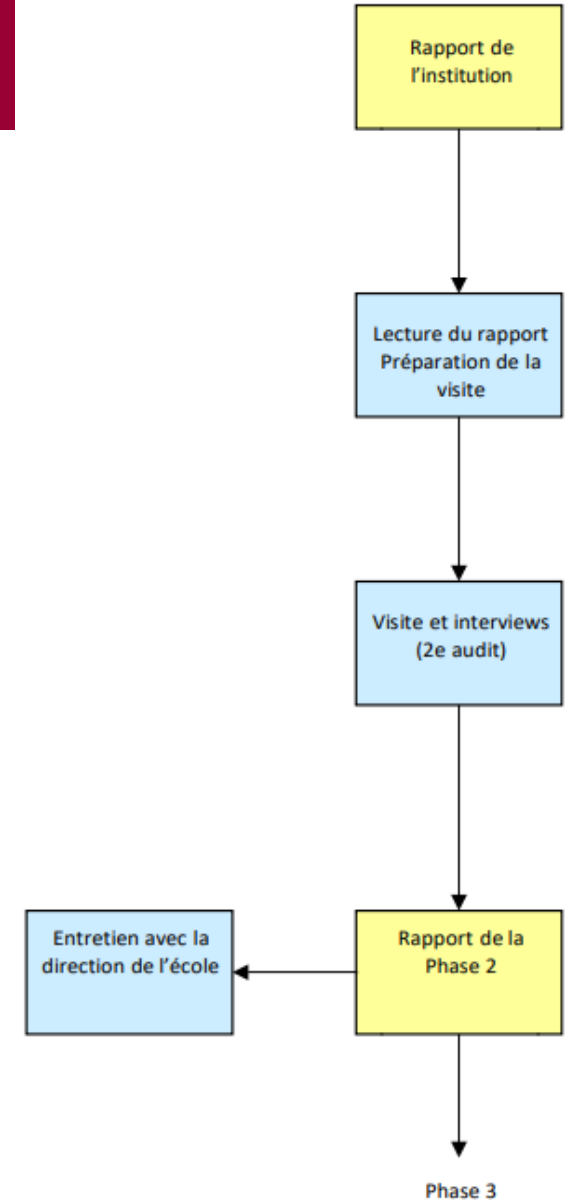 Rapport de
l’institution
Lecture du rapport
Préparation de la
visite
Visite et interviews
(2e audit)
Entretien avec la
direction de l’école
Rapport de la
Phase 2
Phase 3